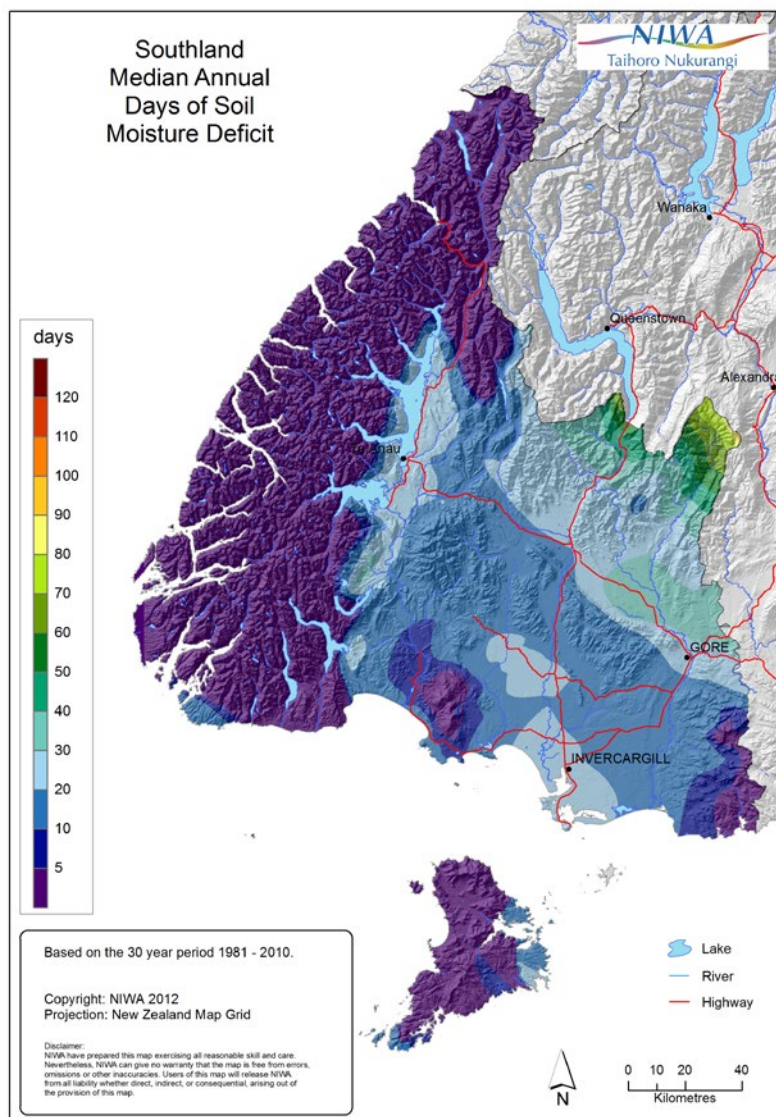 Southland
Median Annual
Days of Soil
Moisture Deficit
NIWA
Taihoro Nukurangi
Wanaka
Queenstown
Alexandra
Te Anau
GORE
INVERCARGILL
days
120
110
100
90
80
70
60
50
40
30
20
10
5
Based on the 30 year period 1981 - 2010.
Copyright: NIWA 2012
Projection: New Zealand Map Grid
Disclaimer:
NIWA have prepared this map exercising all reasonable skill and care.
Nevertheless, NIWA can give no warranty that the map is free from errors,
omissions or other inaccuracies. Users of this map will release NIWA
from all liability whether direct, indirect, or consequential, arising out of
the provision of this map.
Lake
River
Highway
N
0 10 20 40
Kilometres